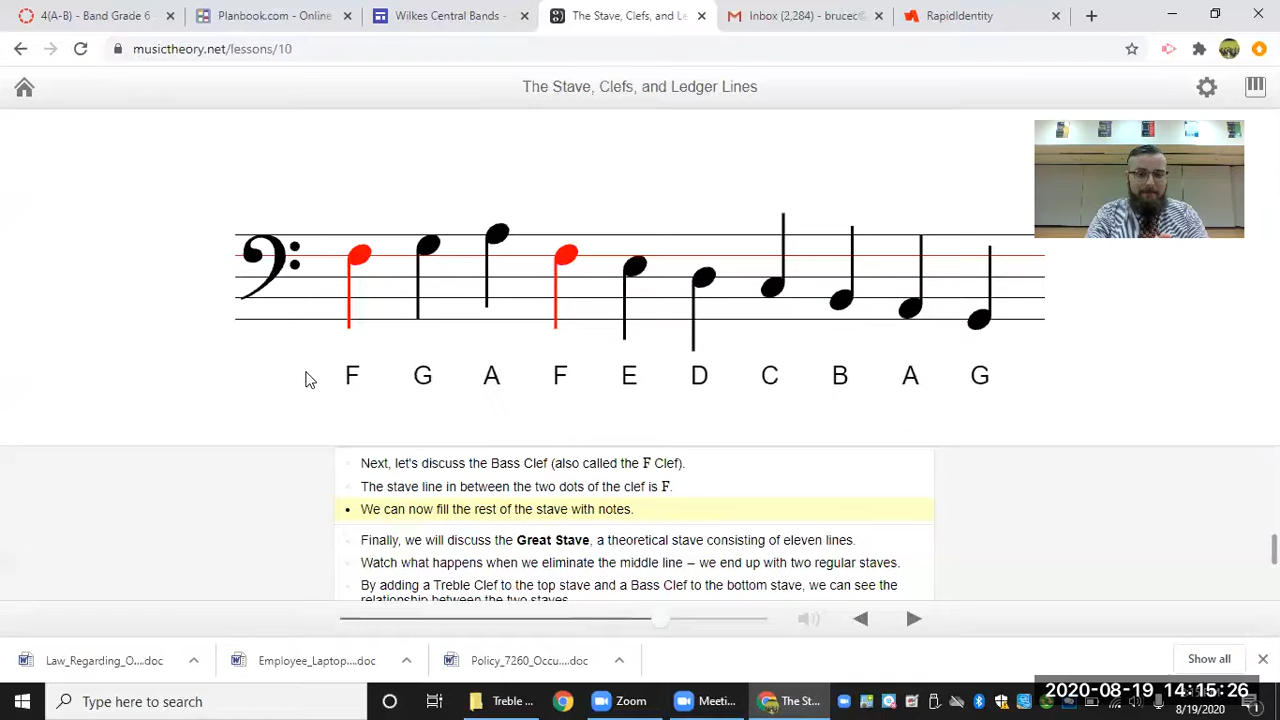 4(A-B) - Band Grade 6
Planbook.com - Online
Wilkes Central Bands -
The Stave, Clefs, and Le
Inbox (2,284) - brucec@
RapidIdentity
musictheory.net/lessons/10
The Stave, Clefs, and Ledger Lines
F G A F E D C B A G
Next, let's discuss the Bass Clef (also called the F Clef).
The stave line in between the two dots of the clef is F.
We can now fill the rest of the stave with notes.
Finally, we will discuss the Great Stave, a theoretical stave consisting of eleven lines.
Watch what happens when we eliminate the middle line – we end up with two regular staves.
By adding a Treble Clef to the top stave and a Bass Clef to the bottom stave, we can see the
relationship between the two staves.
Law_Regarding_O....doc
Employee_Laptop....doc
Policy_7260_Occu....doc
Show all
Type here to search
Treble ...
Zoom
Meeti...
The St...
2020-08-19 14:15:26
8/19/2020